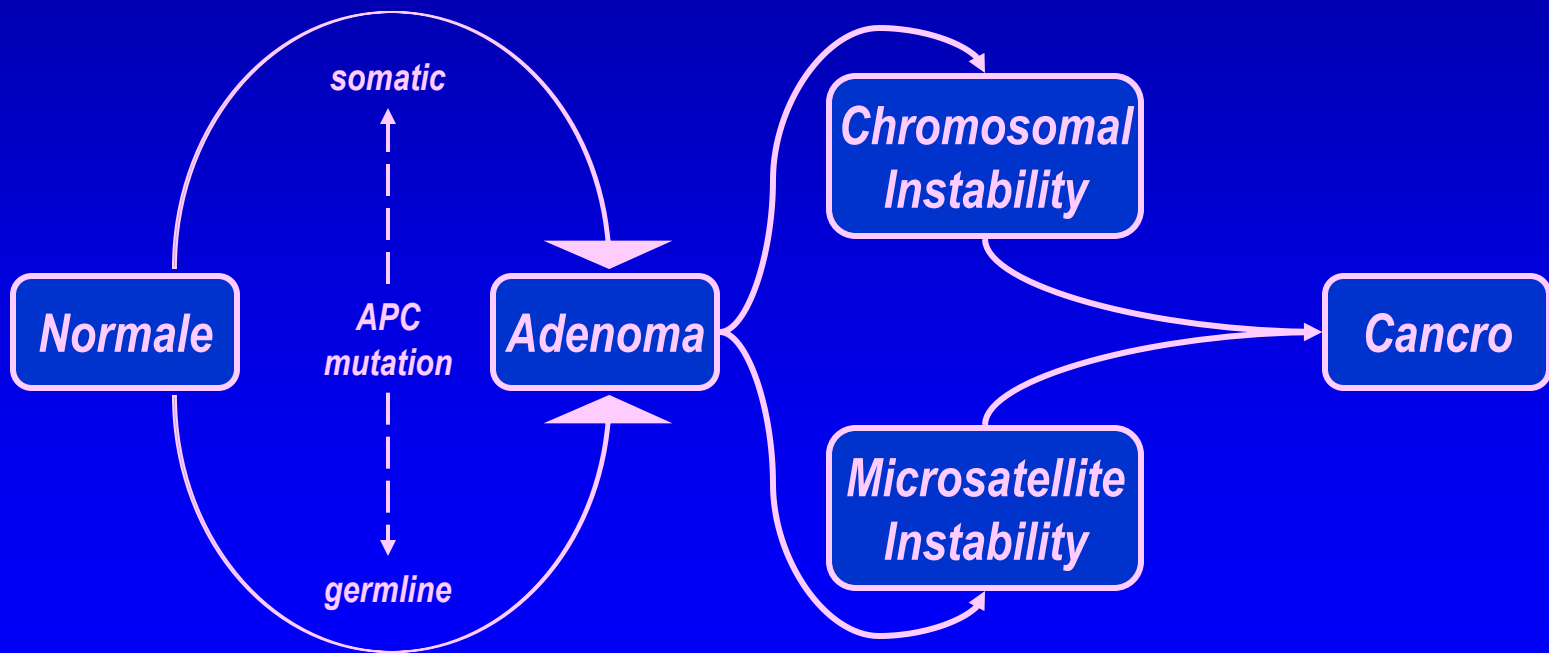 somatic
Chromosomal
Instability
Normale
APC
mutation
Adenoma
Cancro
Microsatellite
Instability
germline